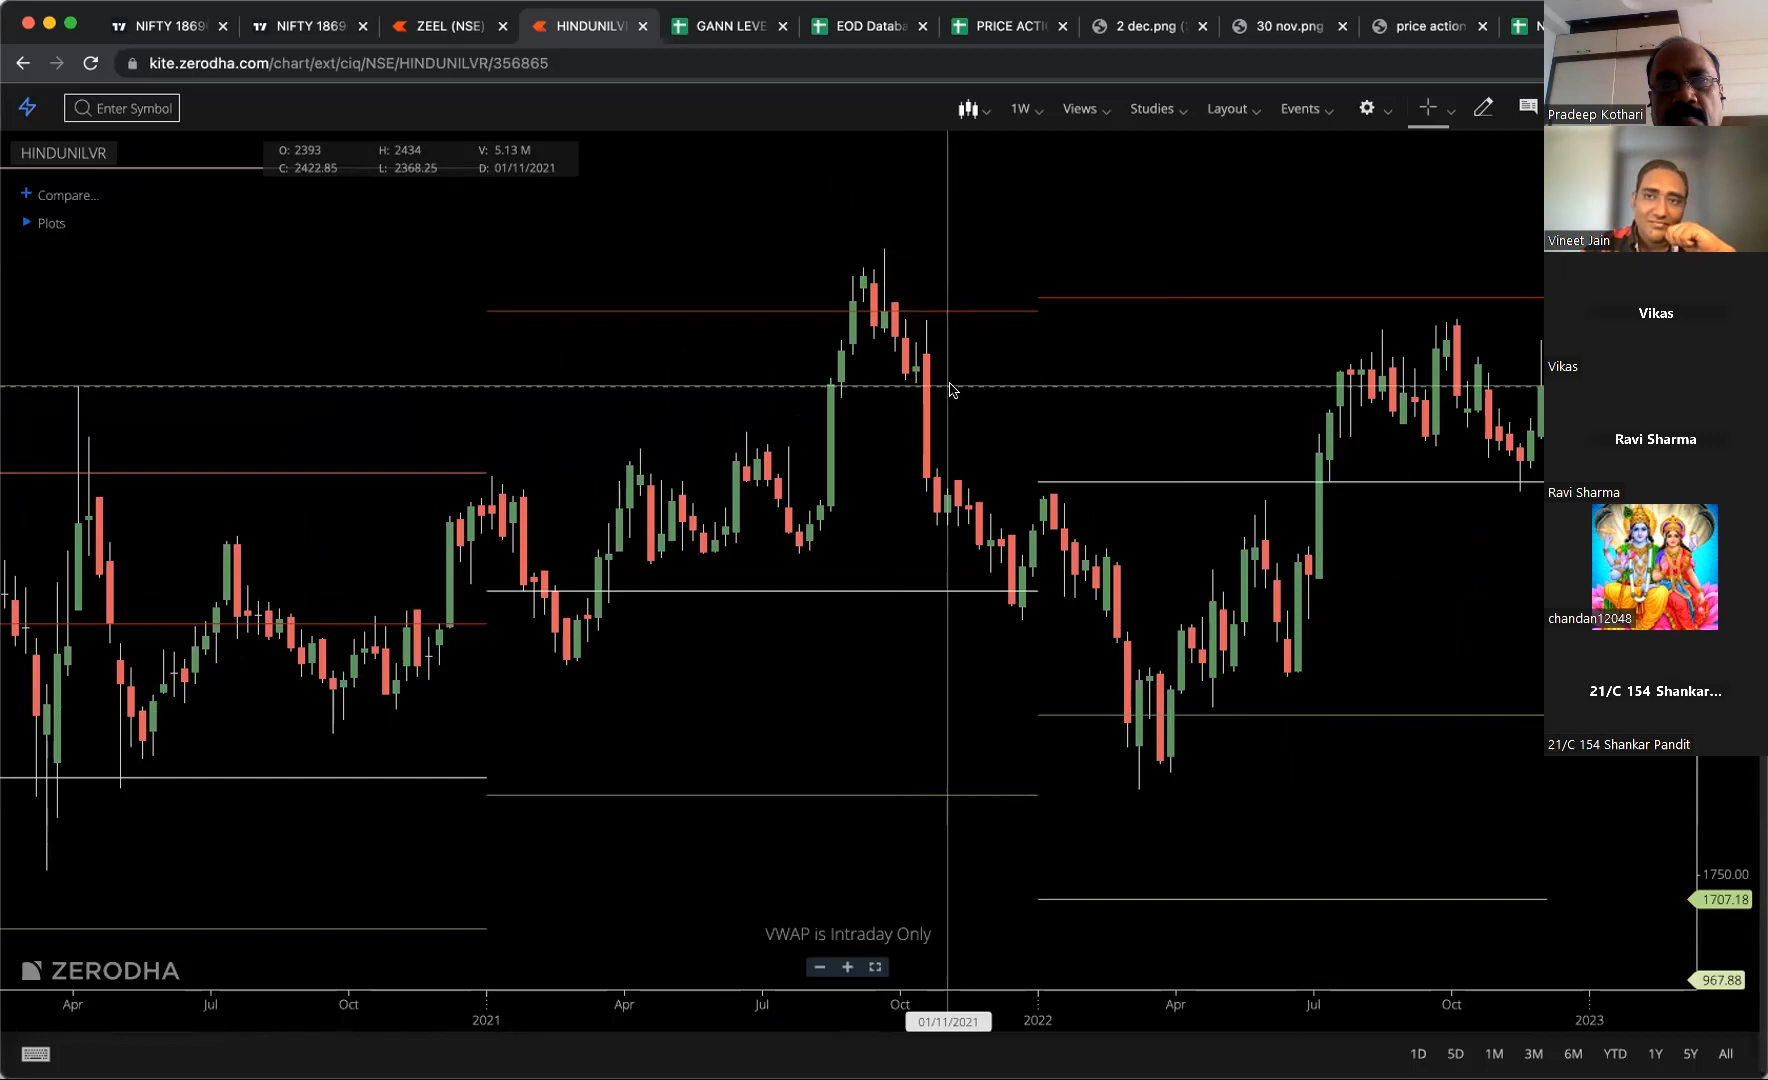 NIFTY 1869
NIFTY 1869
ZEEL (NSE)
HINDUNILV
GANN LEVE
EOD Datab
PRICE ACTI
2 dec.png (
30 nov.png
price action
N
kite.zerodha.com/chart/ext/ciq/NSE/HINDUNILVR/356865
Enter Symbol
1W
Views
Studies
Layout
Events
HINDUNILVR
O: 2393 H: 2434 V: 5.13 M
C: 2422.85 L: 2368.25 D: 01/11/2021
Compare...
Plots
Pradeep Kothari
Vineet Jain
Vikas
Vikas
Ravi Sharma
Ravi Sharma
chandan12048
21/C 154 Shankar...
21/C 154 Shankar Pandit
1750.00
1707.18
967.88
VWAP is Intraday Only
ZERODHA
Apr Jul Oct 2021 Apr Jul Oct 2022 Apr Jul Oct 2023
01/11/2021
1D 5D 1M 3M 6M YTD 1Y 5Y All